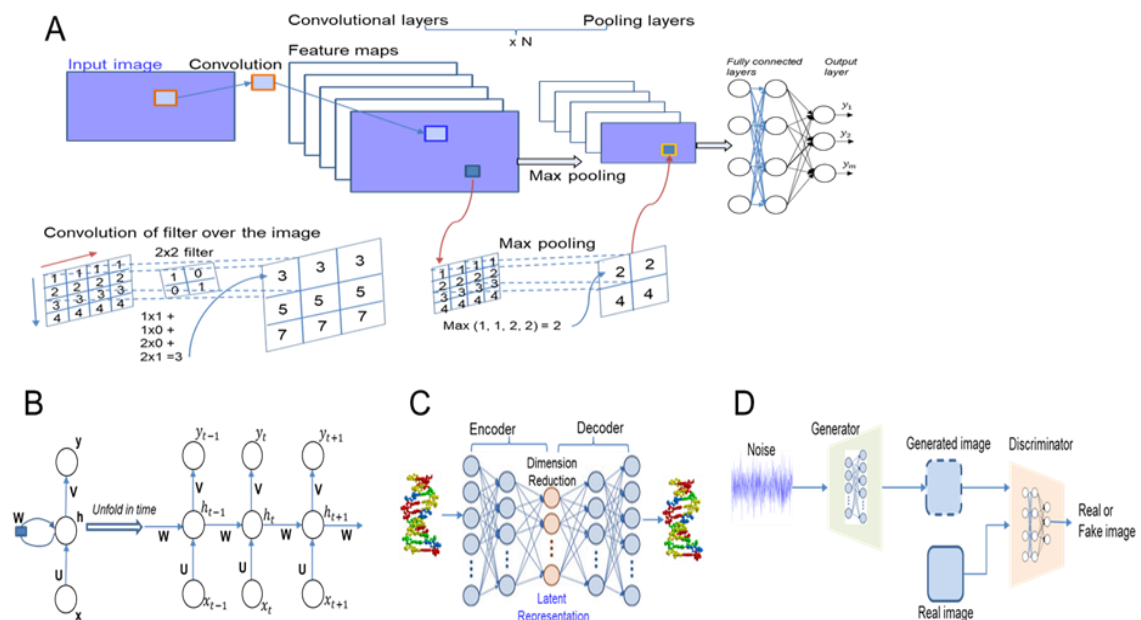 A
Convolutional layers
Pooling layers
x N
Input image
Convolution
Feature maps
Fully connected
layers
Output
layer
y1
y2
ym
Max pooling
Convolution of filter over the image
2x2 filter
1 1 1 1
2 2 2 2
3 3 3 3
4 4 4 4
1 0
0 1
3 3 3
5 5 5
7 7 7
1x1 +
1x0 +
2x0 +
2x1 =3
Max pooling
1 1 1 1
2 2 2 2
3 3 3 3
4 4 4 4
2 2
4 4
Max (1, 1, 2, 2) = 2
B
y
V
W
h
U
x
Unfold in time
yt−1
yt
yt+1
V
V
V
ht−1
ht
ht+1
W
W
W
W
U
U
U
xt−1
xt
xt+1
C
Encoder
Decoder
Dimension
Reduction
Latent
Representation
D
Noise
Generator
Generated image
Discriminator
Real or
Fake image
Real image